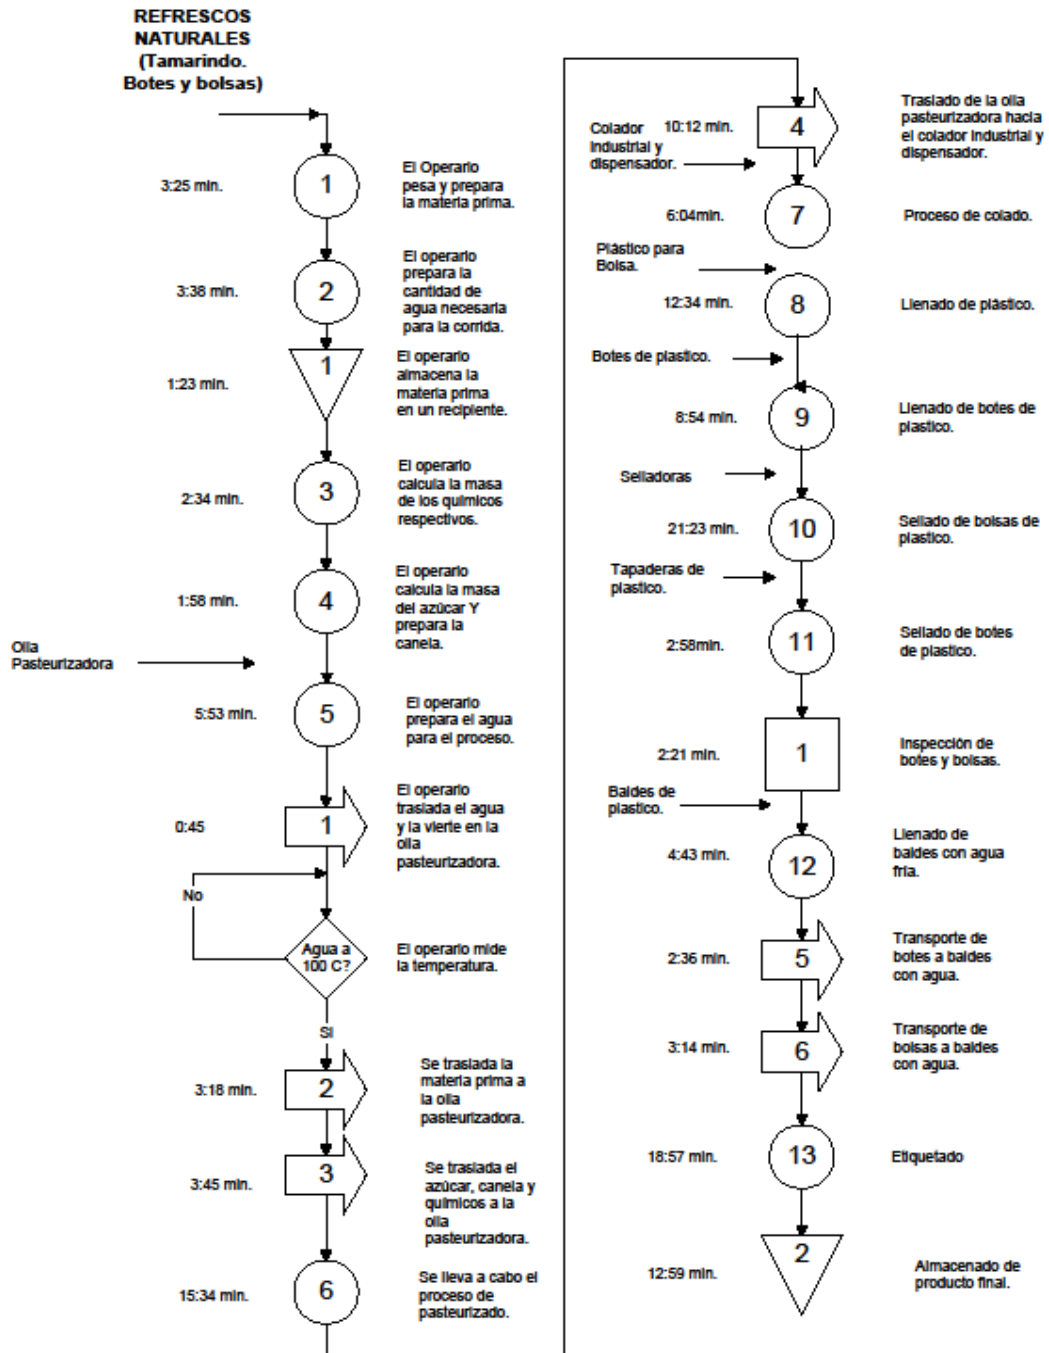 REFRESCOS
NATURALES
(Tamarindo.
Botes y bolsas)
3:25 min.
1
El Operario
pesa y prepara
la materia prima.
3:38 min.
2
El operario
prepara la
cantidad de
agua necesaria
para la corrida.
1:23 min.
1
El operario
almacena la
materia prima
en un recipiente.
2:34 min.
3
El operario
calcula la masa
de los químicos
respectivos.
1:58 min.
4
El operario
calcula la masa
del azúcar Y
prepara la
canela.
Olla
Pasteurizadora
5:53 min.
5
El operario
prepara el agua
para el proceso.
0:45
1
El operario
traslada el agua
y la vierte en la
olla
pasteurizadora.
No
Agua a
100 C?
El operario mide
la temperatura.
Si
3:18 min.
2
Se traslada la
materia prima a
la olla
pasteurizadora.
3:45 min.
3
Se traslada el
azúcar, canela y
químicos a la
olla
pasteurizadora.
15:34 min.
6
Se lleva a cabo el
proceso de
pasteurizado.
Colador
Industrial y
dispensador.
10:12 min.
4
Traslado de la olla
pasteurizadora hacia
el colador industrial y
dispensador.
6:04min.
7
Proceso de colado.
Plástico para
Bolsa.
12:34 min.
8
Llenado de plástico.
Botes de plastico.
8:54 min.
9
Llenado de botes de
plastico.
Selladoras
21:23 min.
10
Sellado de bolsas de
plastico.
Tapaderas de
plastico.
2:58min.
11
Sellado de botes
de plastico.
2:21 min.
1
Inspección de
botes y bolsas.
Baldes de
plastico.
4:43 min.
12
Llenado de
baldes con agua
fria.
2:36 min.
5
Transporte de
botes a baldes
con agua.
3:14 min.
6
Transporte de
bolsas a baldes
con agua.
18:57 min.
13
Etiquetado
12:59 min.
2
Almacenado de
producto final.